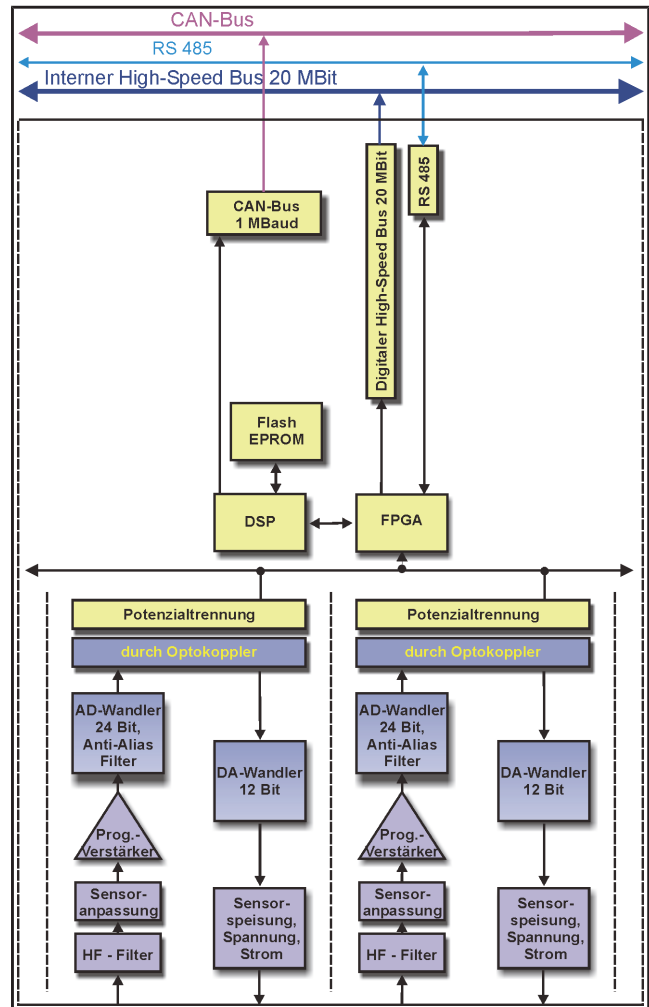 CAN-Bus
RS 485
Interner High-Speed Bus 20 MBit
CAN-Bus
1 MBaud
Digitaler High-Speed Bus 20 MBit
RS 485
Flash
EPROM
DSP
FPGA
Potenzialtrennung
durch Optokoppler
AD-Wandler
24 Bit,
Anti-Alias
Filter
DA-Wandler
12 Bit
Prog.-
Verstärker
Sensor-
anpassung
HF - Filter
Sensor-
speisung,
Spannung,
Strom
Potenzialtrennung
durch Optokoppler
AD-Wandler
24 Bit,
Anti-Alias
Filter
DA-Wandler
12 Bit
Prog.-
Verstärker
Sensor-
anpassung
HF - Filter
Sensor-
speisung,
Spannung,
Strom